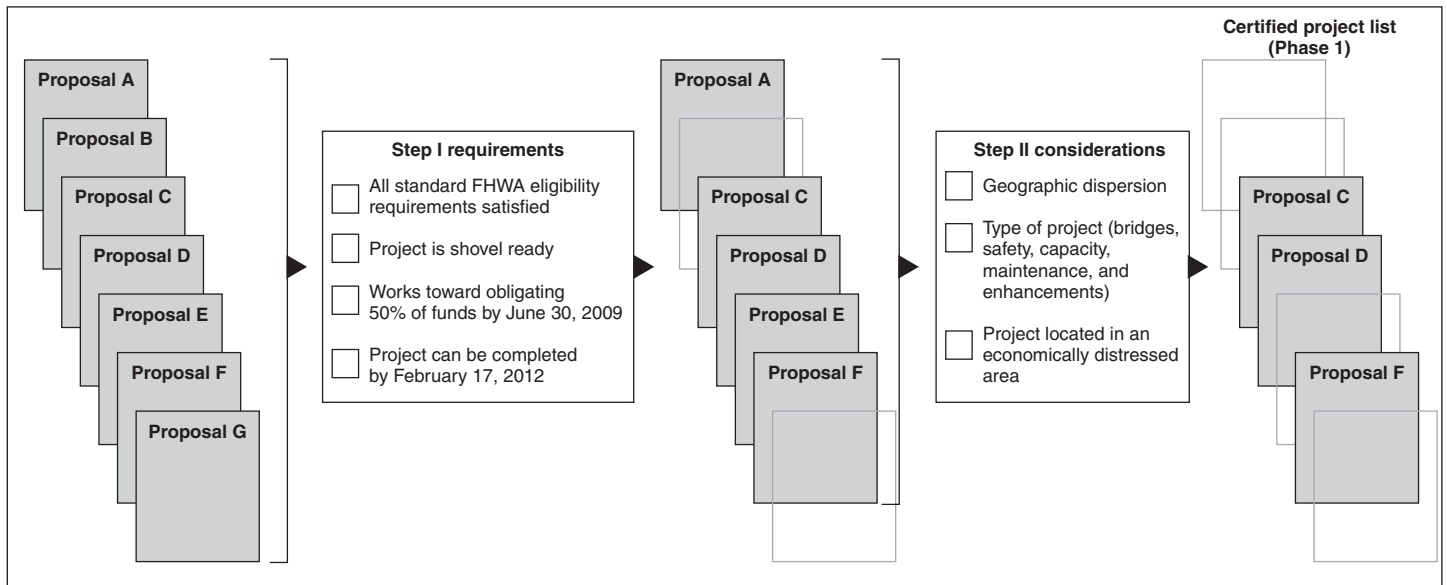 Proposal A
Proposal B
Proposal C
Proposal D
Proposal E
Proposal F
Proposal G
Step I requirements
All standard FHWA eligibility
requirements satisfied
Project is shovel ready
Works toward obligating
50% of funds by June 30, 2009
Project can be completed
by February 17, 2012
Proposal A
Proposal C
Proposal D
Proposal E
Proposal F
Step II considerations
Geographic dispersion
Type of project (bridges,
safety, capacity,
maintenance, and
enhancements)
Project located in an
economically distressed
area
Certified project list
(Phase 1)
Proposal C
Proposal D
Proposal F